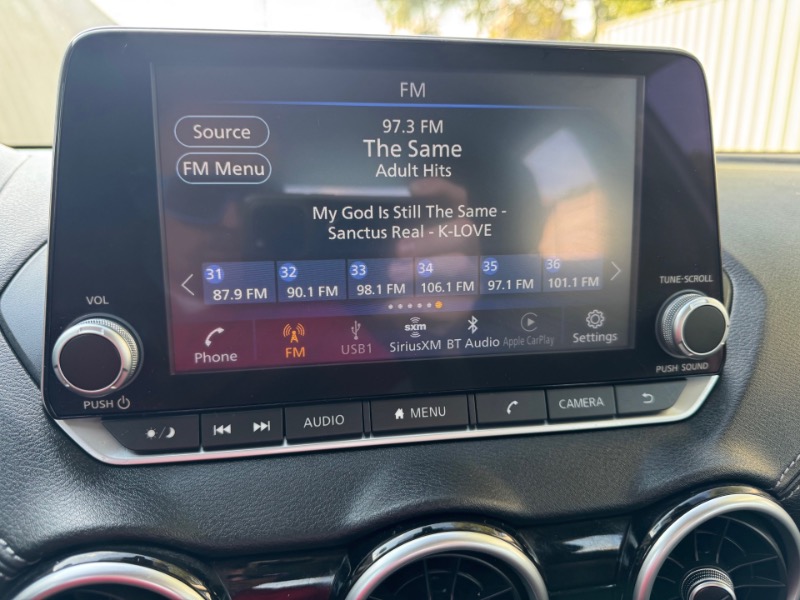 FM
Source
97.3 FM
The Same
FM Menu
Adult Hits
My God Is Still The Same -
Sanctus Real - K-LOVE
31 32 33 34 35 36
87.9 FM 90.1 FM 98.1 FM 106.1 FM 97.1 FM 101.1 FM
VOL
TUNE·SCROLL
sxm
Phone FM USB1 SiriusXM BT Audio Apple CarPlay Settings
PUSH
PUSH SOUND
AUDIO MENU CAMERA